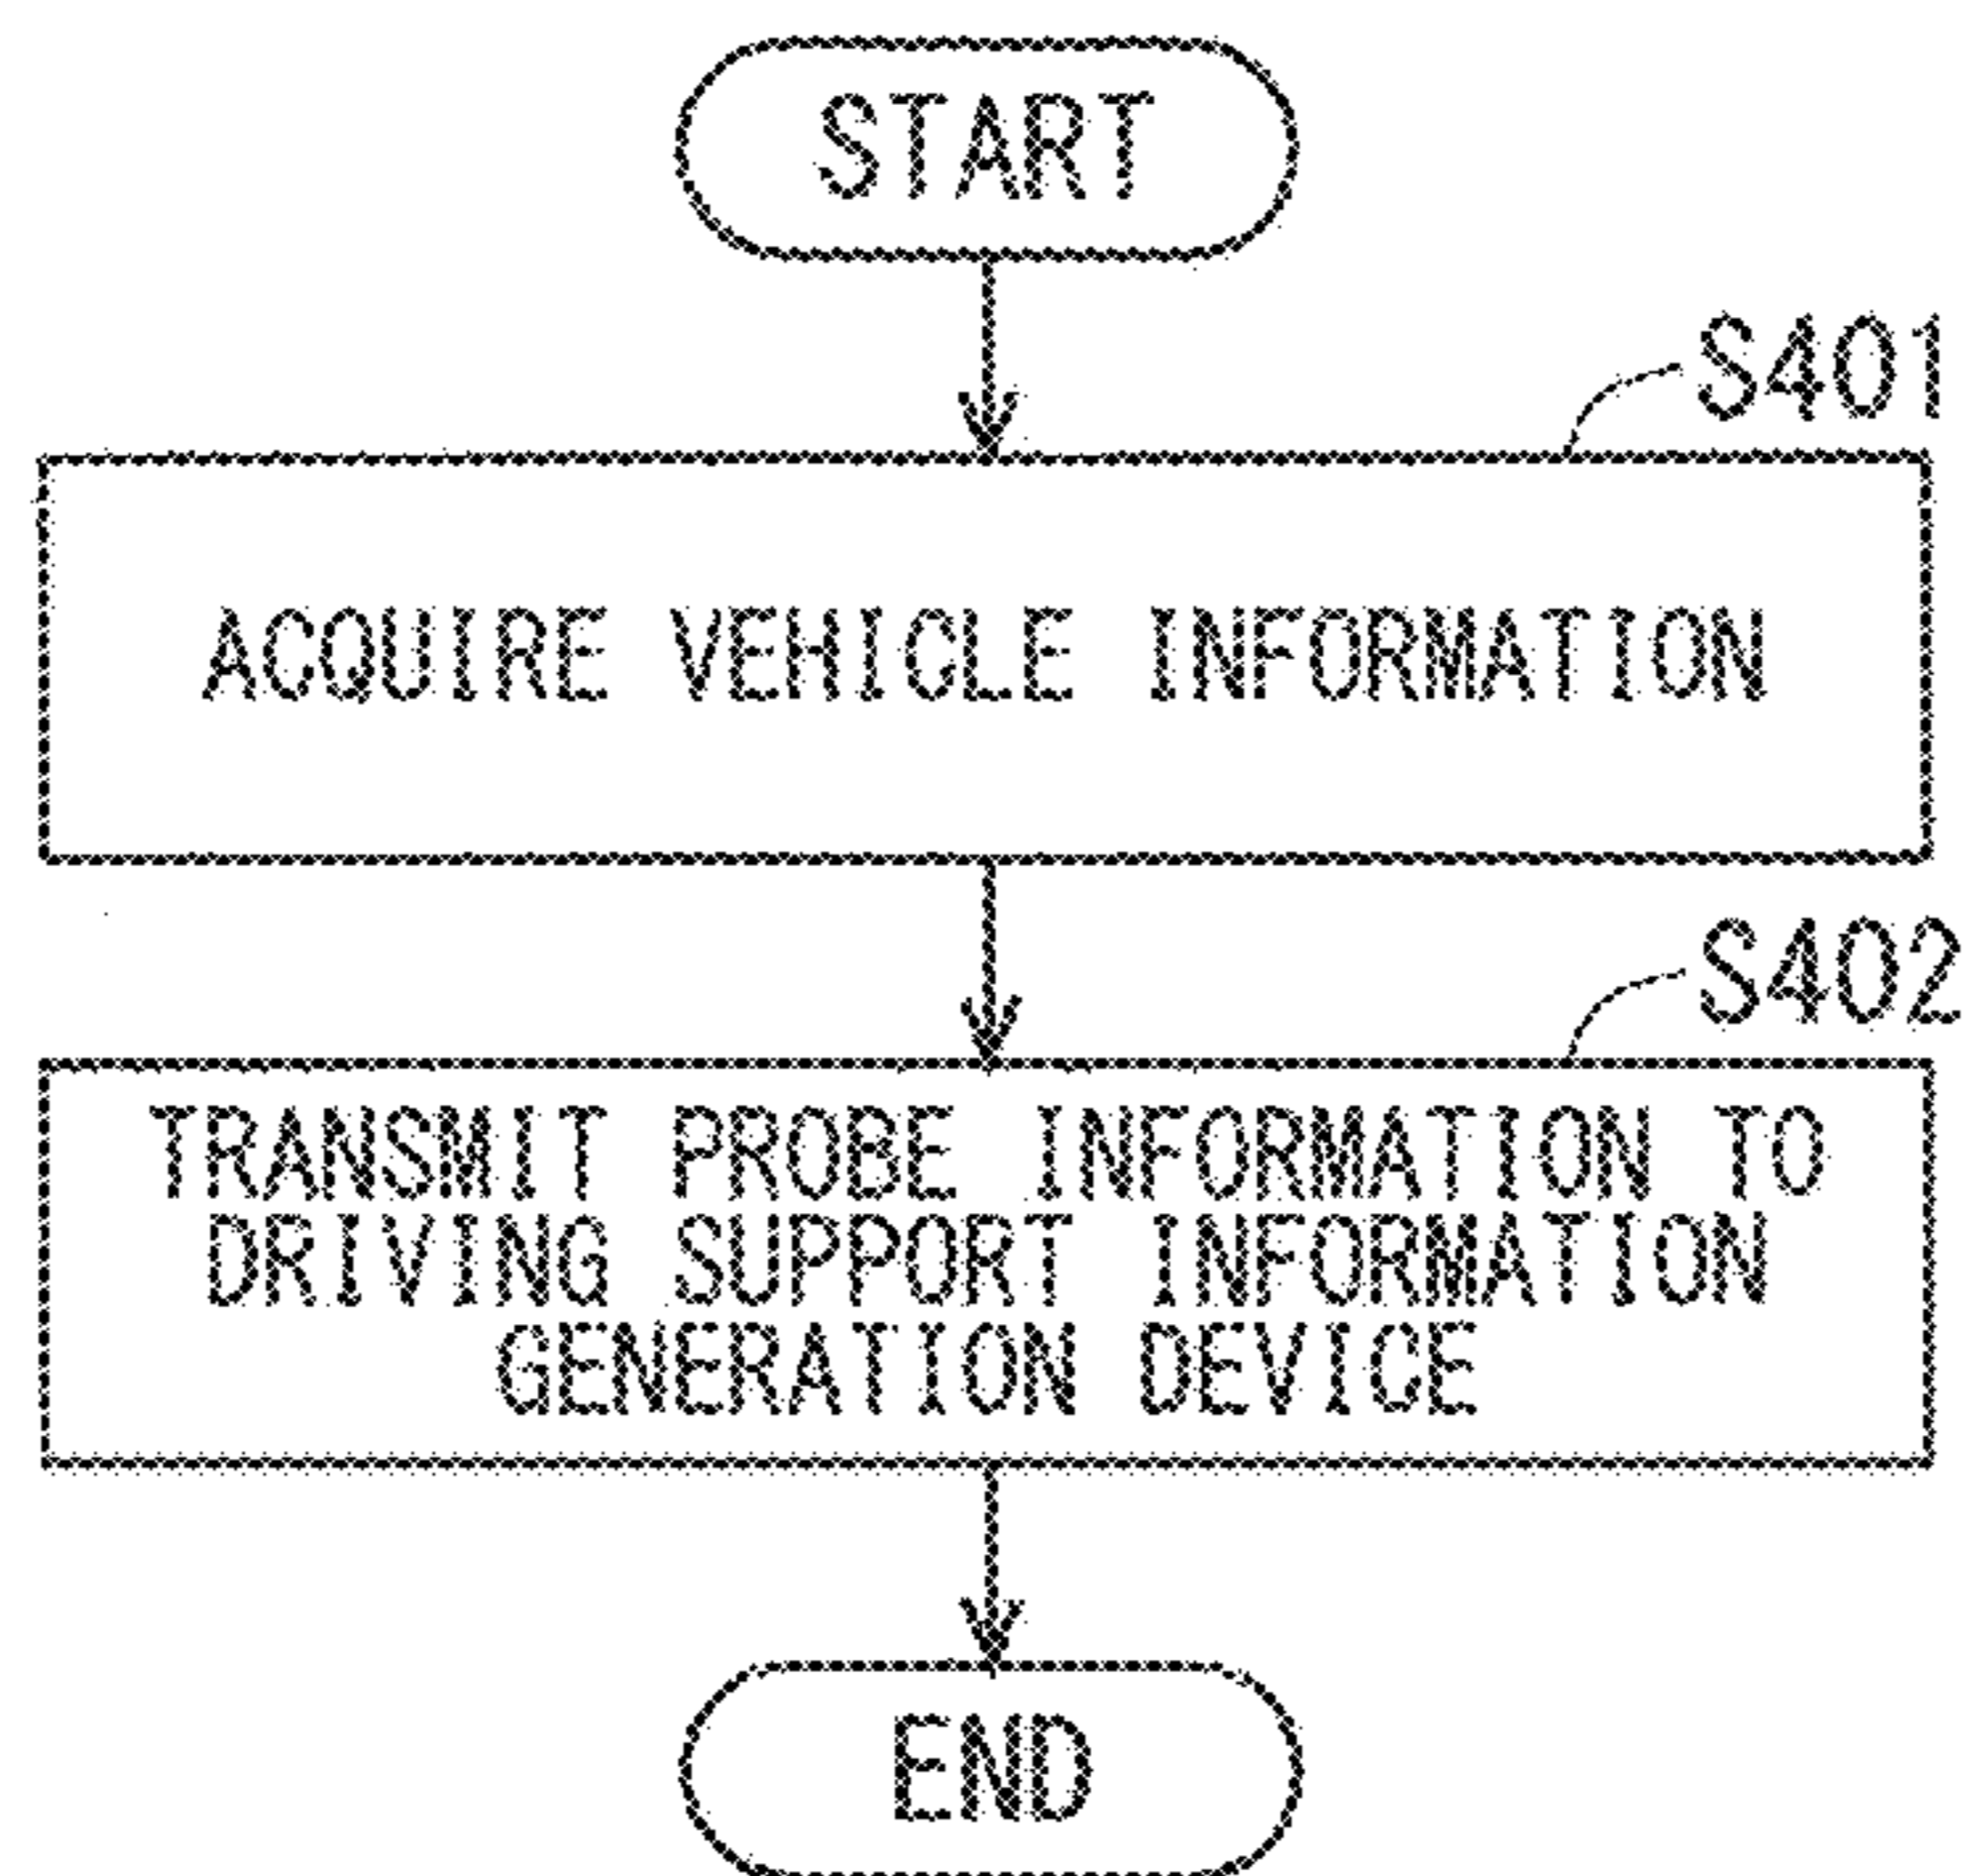 START
S401
ACQUIRE VEHICLE INFORMATION
S402
TRANSMIT PROBE INFORMATION TO
DRIVING SUPPORT INFORMATION
GENERATION DEVICE
END